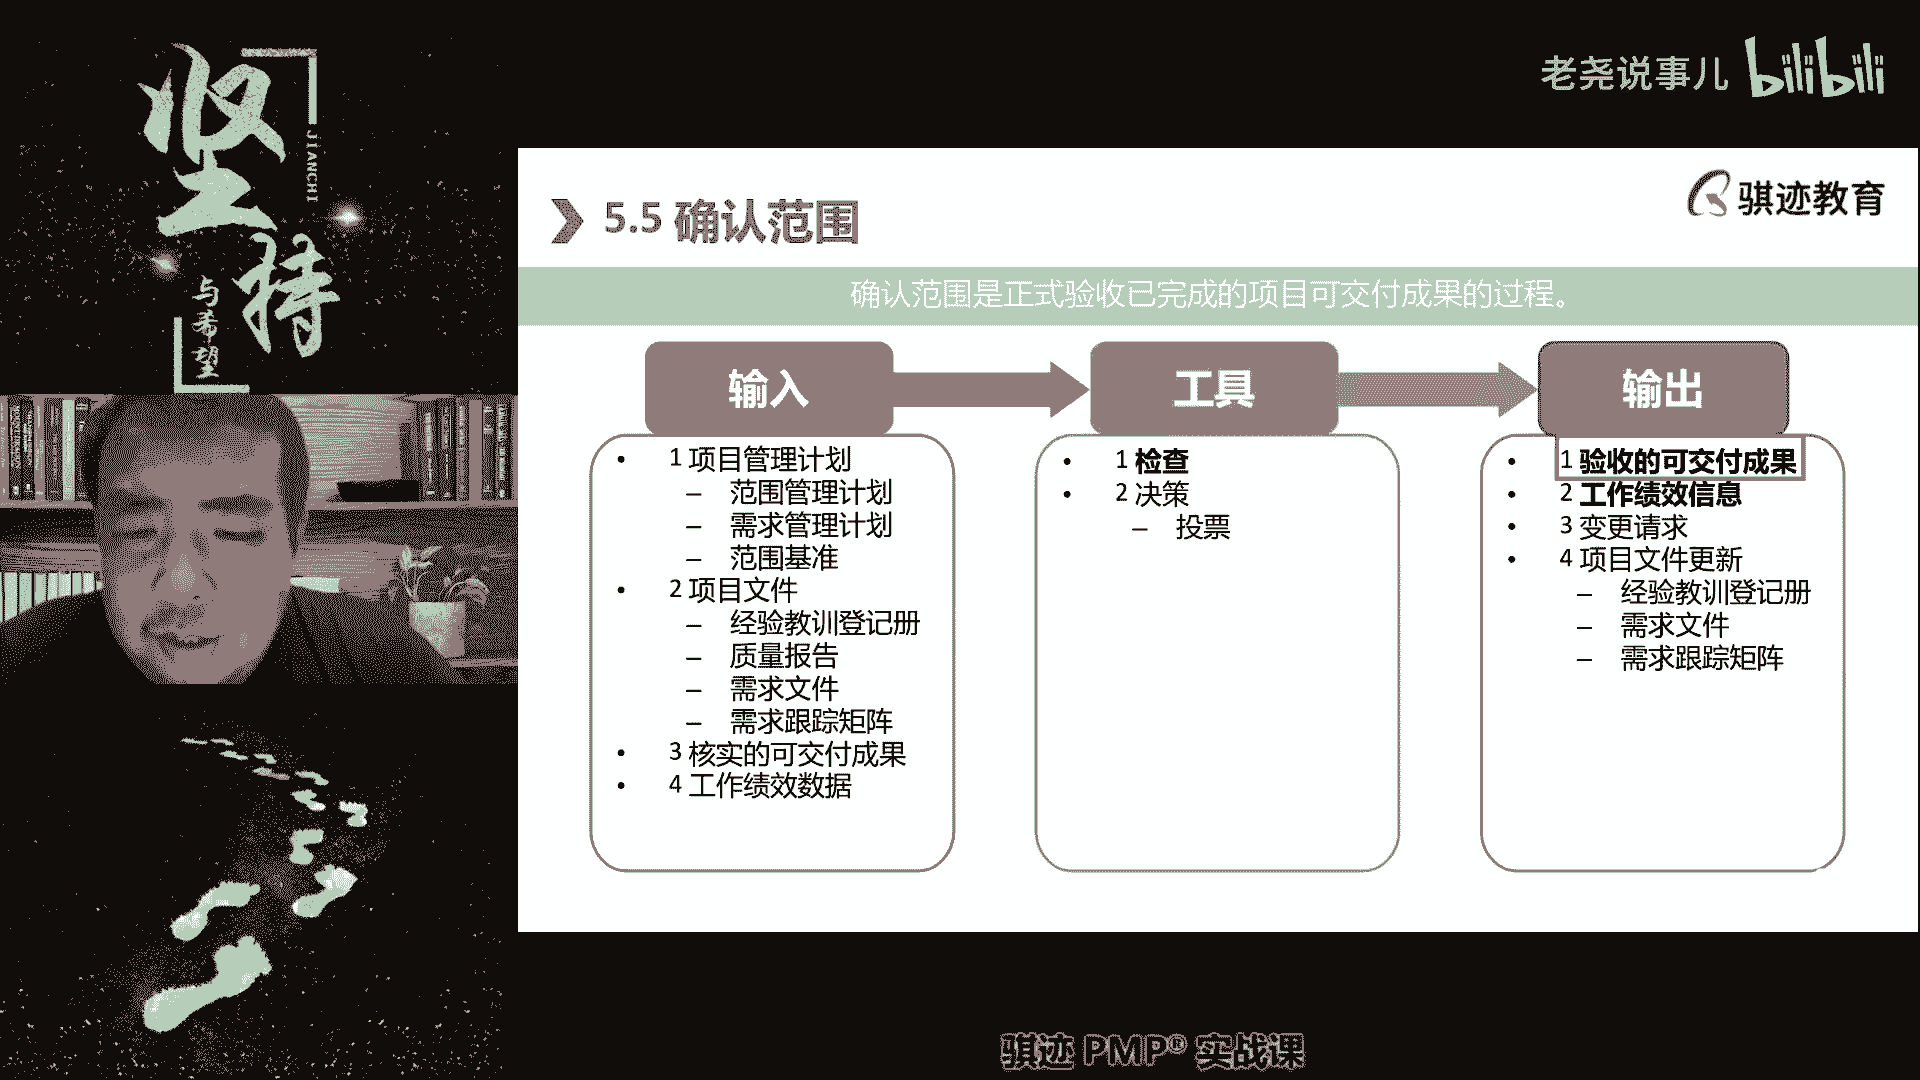 坚持
JIANCHI
与希望
老尧说事儿 bilibili
骐迹教育
5.5 确认范围
确认范围是正式验收已完成的项目可交付成果的过程。
输入
• 1 项目管理计划
– 范围管理计划
– 需求管理计划
– 范围基准
• 2 项目文件
– 经验教训登记册
– 质量报告
– 需求文件
– 需求跟踪矩阵
• 3 核实的可交付成果
• 4 工作绩效数据
工具
• 1 检查
• 2 决策
– 投票
输出
• 1 验收的可交付成果
• 2 工作绩效信息
• 3 变更请求
• 4 项目文件更新
– 经验教训登记册
– 需求文件
– 需求跟踪矩阵
骐迹 PMP® 实战课